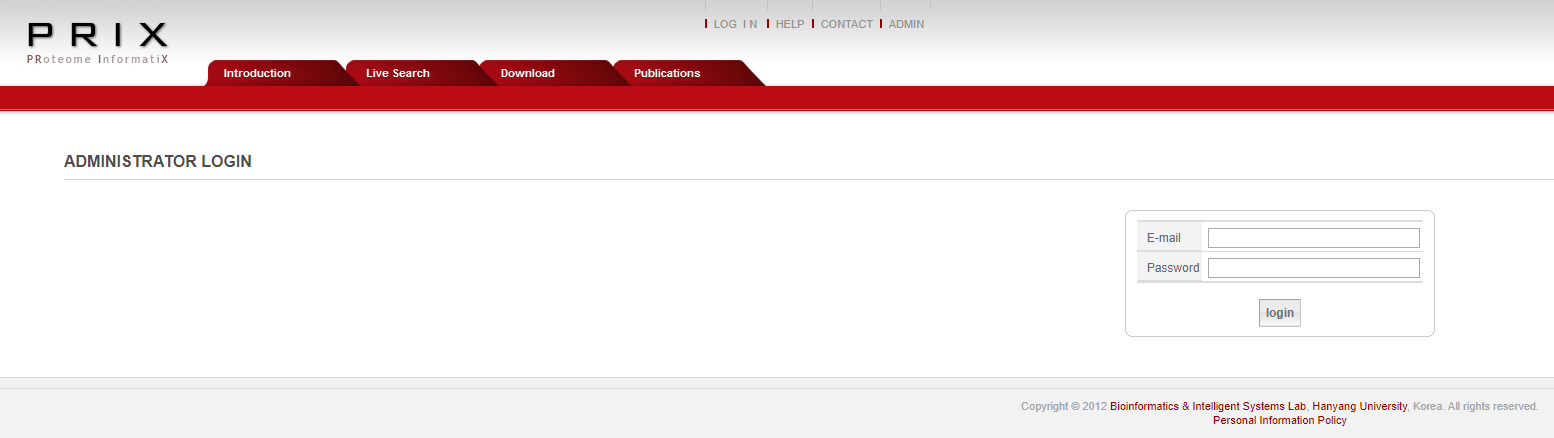 PRIX
PRoteome InformatiX
LOG IN HELP CONTACT ADMIN
Introduction Live Search Download Publications
ADMINISTRATOR LOGIN
E-mail
Password
login
Copyright © 2012 Bioinformatics & Intelligent Systems Lab, Hanyang University, Korea. All rights reserved.
Personal Information Policy